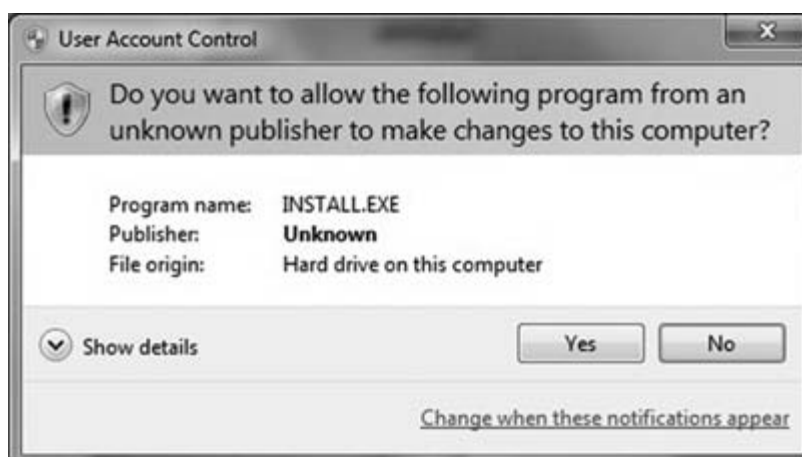 User Account Control
Do you want to allow the following program from an
unknown publisher to make changes to this computer?
Program name: INSTALL.EXE
Publisher: Unknown
File origin: Hard drive on this computer
Show details
Yes
No
Change when these notifications appear